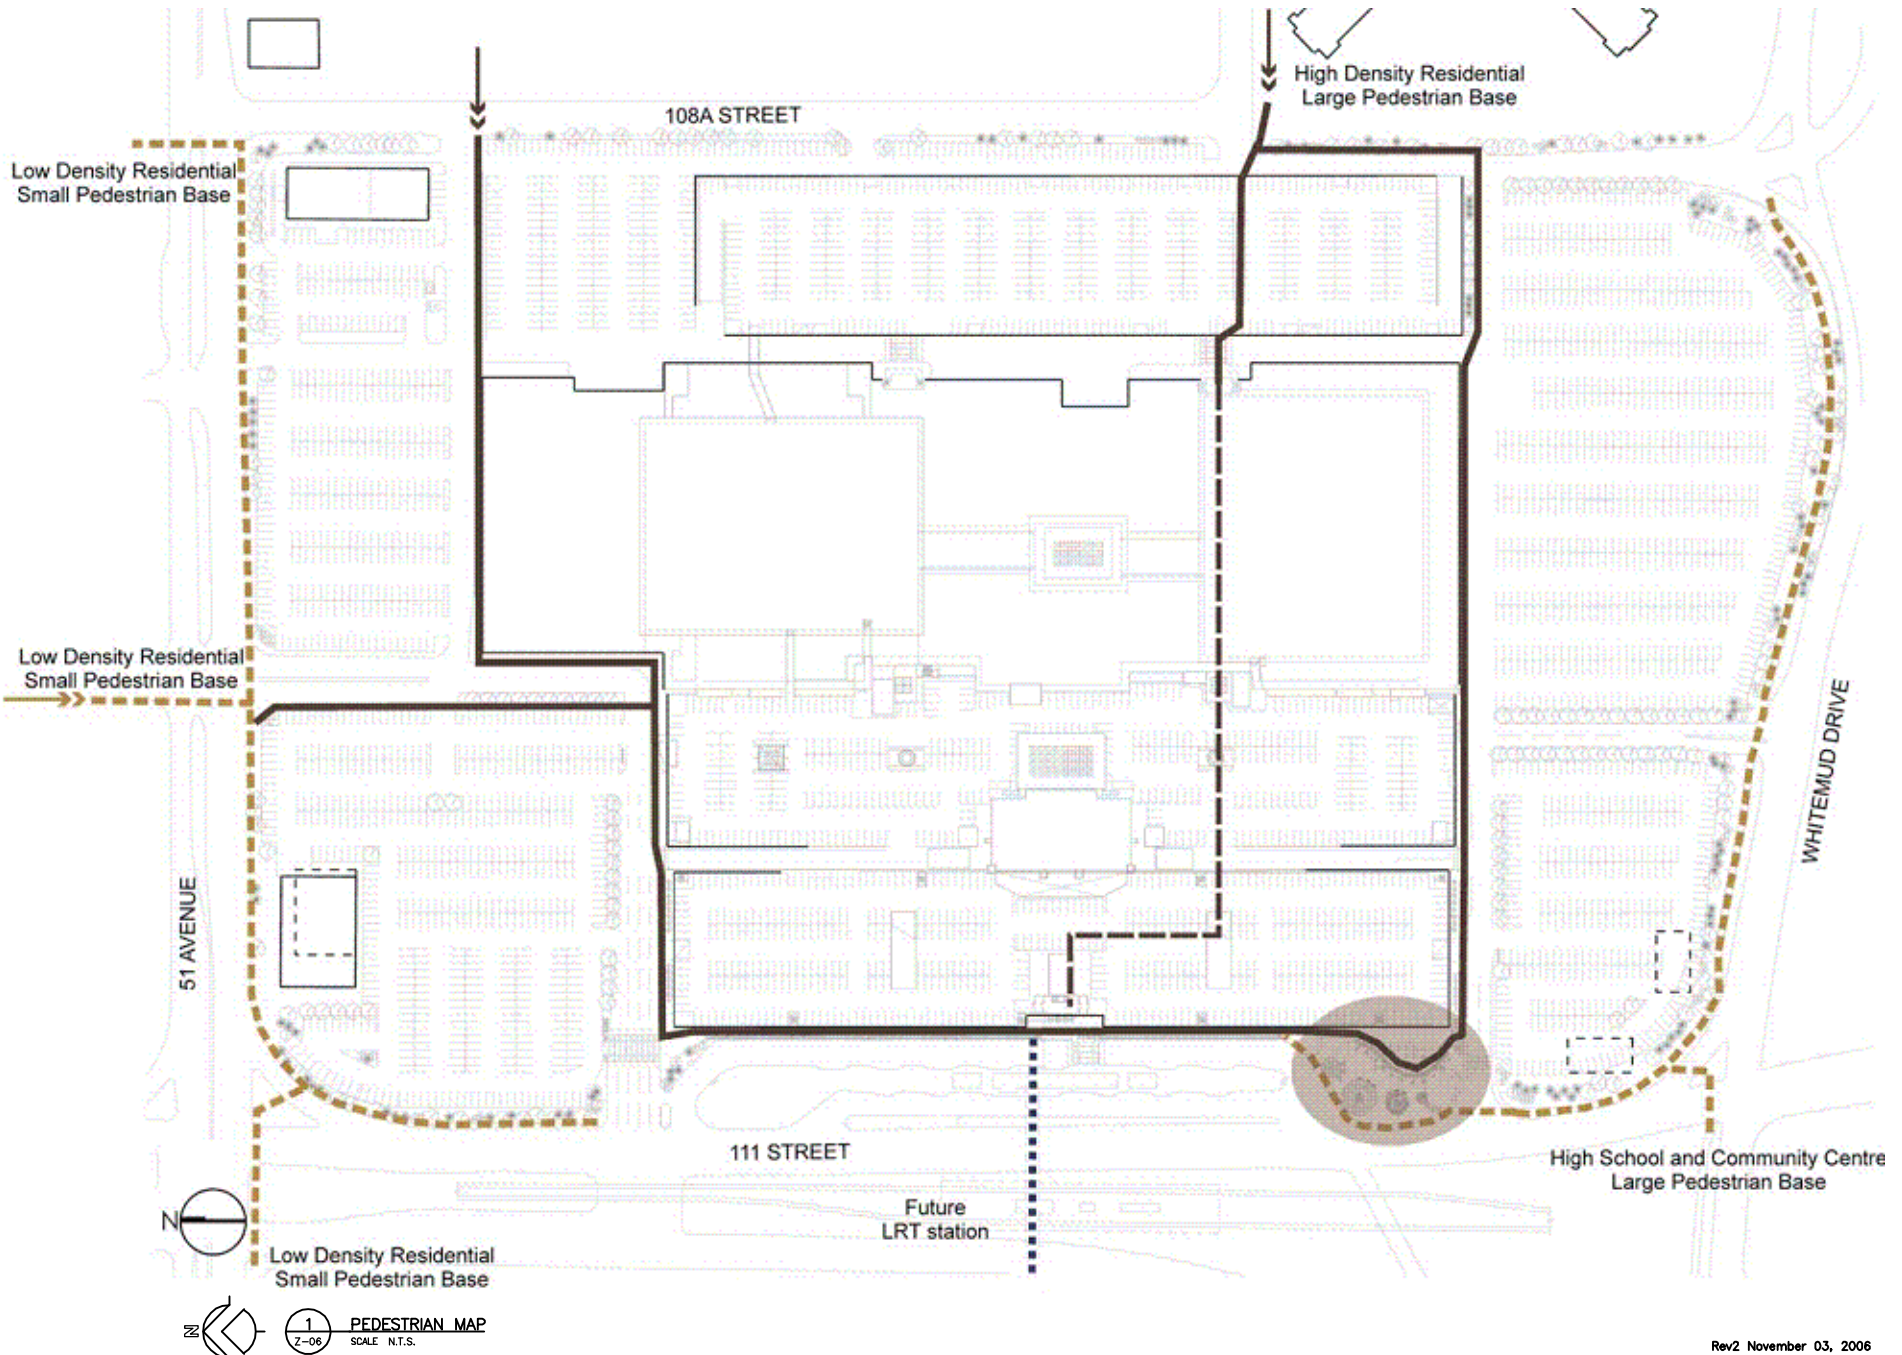 High Density Residential
Large Pedestrian Base
108A STREET
Low Density Residential
Small Pedestrian Base
Low Density Residential
Small Pedestrian Base
WHITEMUD DRIVE
51 AVENUE
111 STREET
High School and Community Centre
Large Pedestrian Base
Future
LRT station
N
Low Density Residential
Small Pedestrian Base
N
1
Z-06
PEDESTRIAN MAP
SCALE N.T.S.
Rev2 November 03, 2006